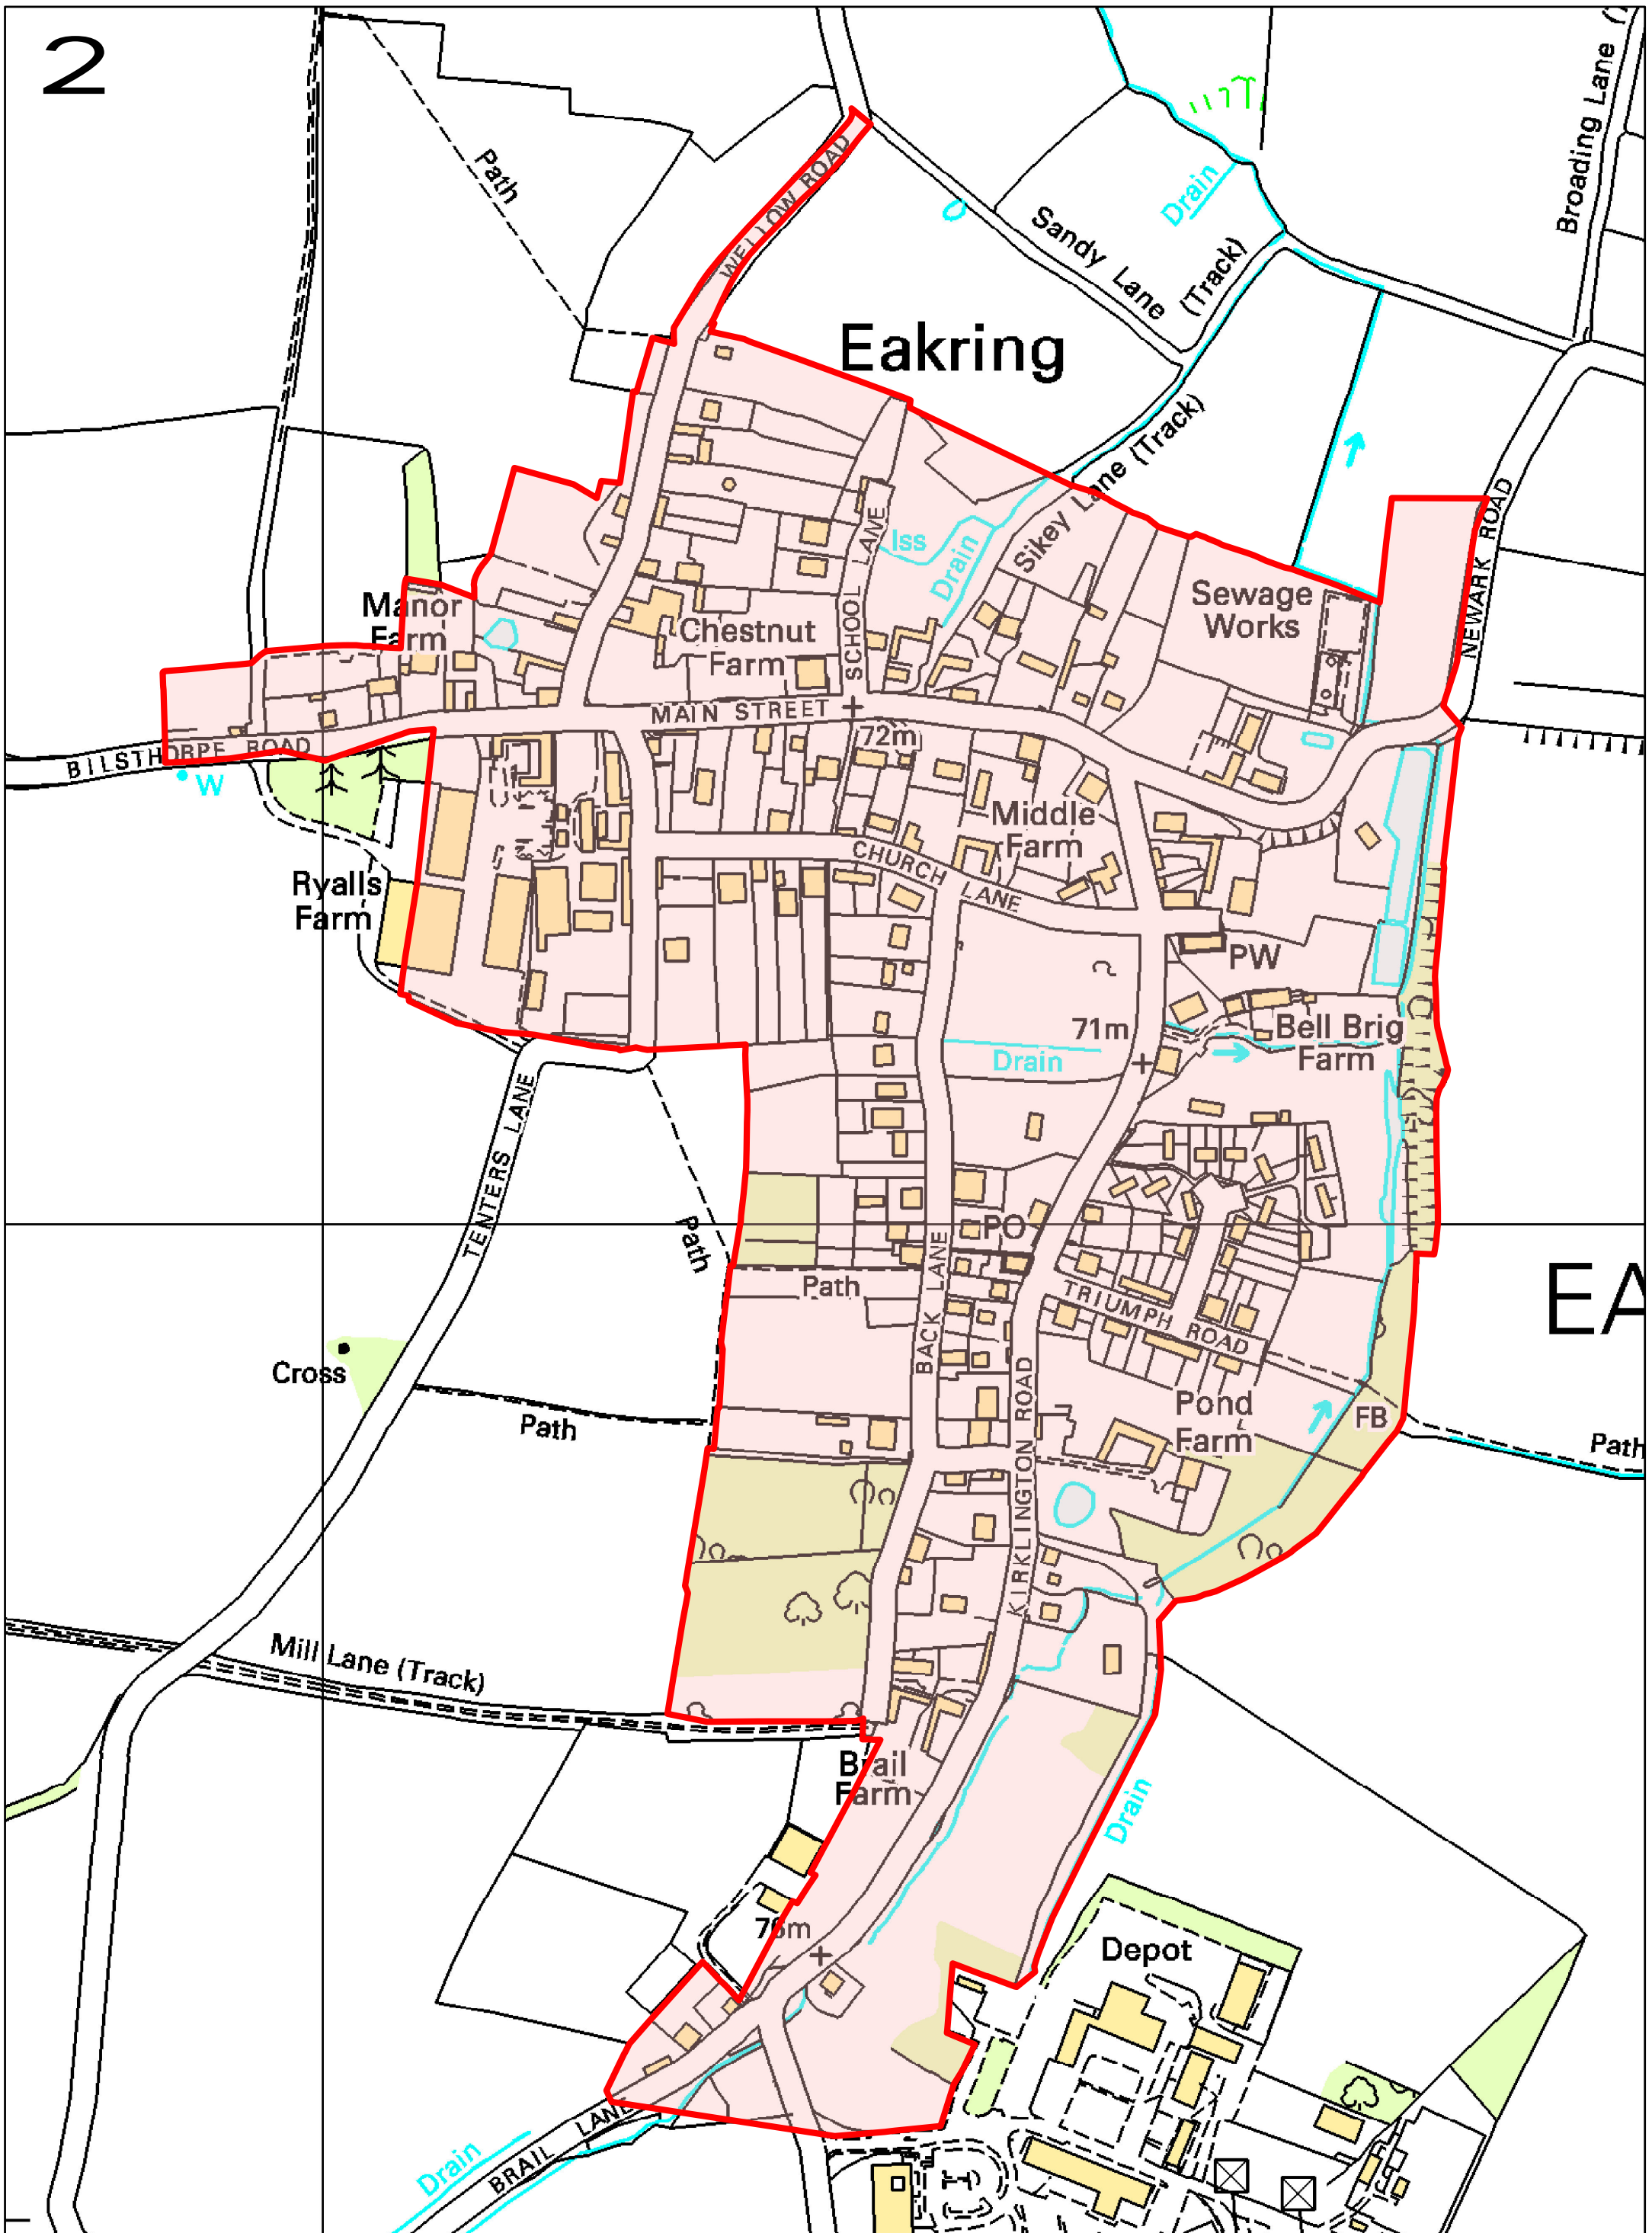 2
Broading Lane (
Path
WELLOW ROAD
Drain
Sandy Lane
(Track)
Eakring
Sikey Lane (Track)
NEWARK ROAD
SCHOOL LANE
Iss
Drain
Manor
Farm
Chestnut
Farm
Sewage
Works
MAIN STREET
72m
BILSTHORPE ROAD
W
Middle
Farm
CHURCH LANE
Ryalls
Farm
PW
71m
Bell Brig
Farm
Drain
TENTERS LANE
Path
PO
Path
BACK LANE
TRIUMPH ROAD
EA
Cross
Path
KIRKLINGTON ROAD
Pond
Farm
FB
Path
Mill Lane (Track)
Brail
Farm
Drain
76m
Depot
Drain
BRAIL LANE